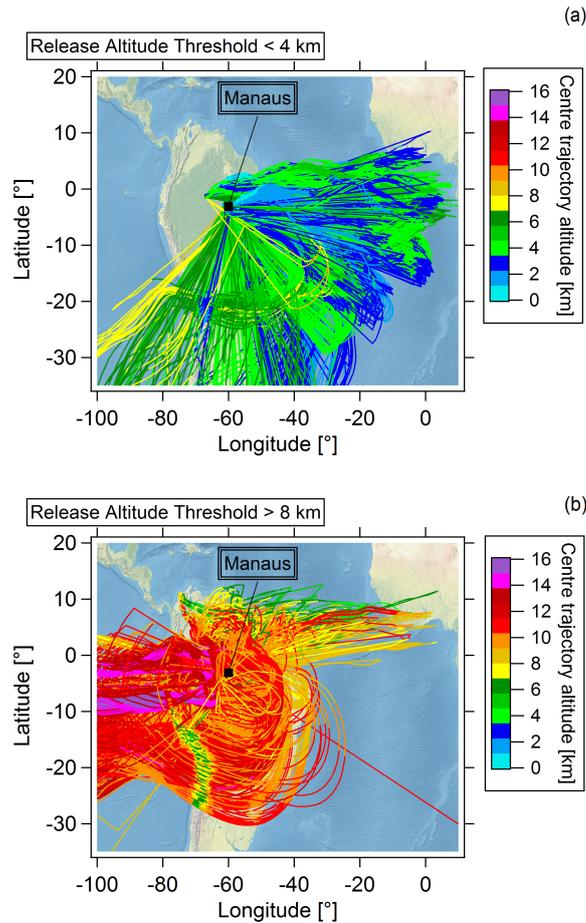 (a)
Release Altitude Threshold < 4 km
Manaus
20
10
0
-10
-20
-30
Latitude [°]
-100 -80 -60 -40 -20 0
Longitude [°]
16
14
12
10
8
6
4
2
0
Centre trajectory altitude [km]
(b)
Release Altitude Threshold > 8 km
Manaus
20
10
0
-10
-20
-30
Latitude [°]
-100 -80 -60 -40 -20 0
Longitude [°]
16
14
12
10
8
6
4
2
0
Centre trajectory altitude [km]